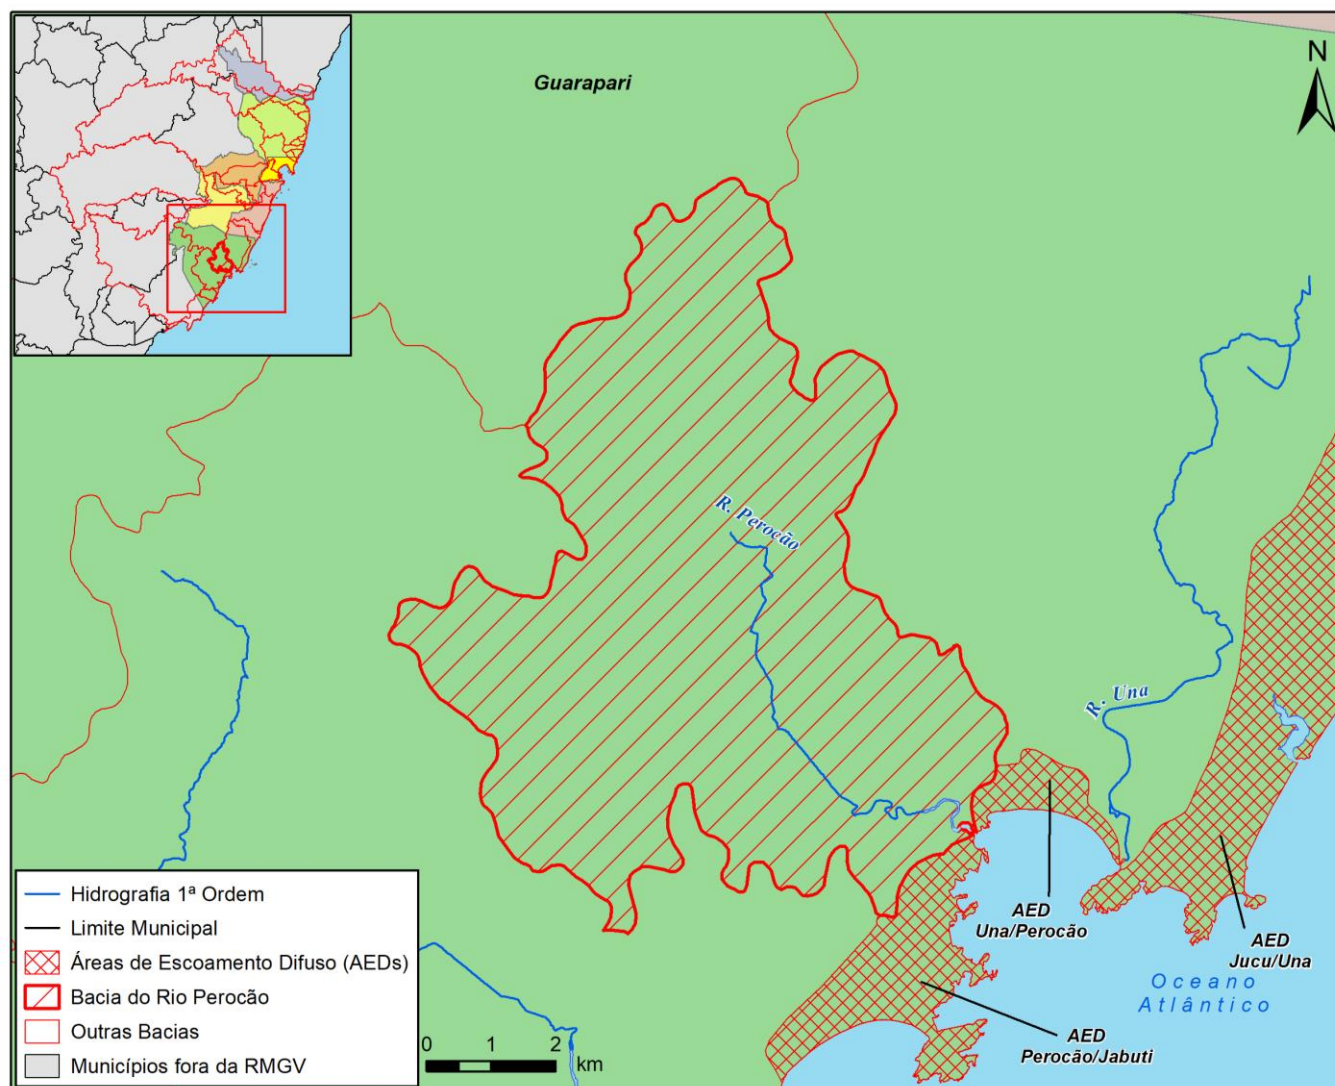 Guarapari
N
R. Perocão
R. Una
AED
Una/Perocão
AED
Jucu/Una
Oceano
Atlântico
AED
Perocão/Jabuti
Hidrografia 1ª Ordem
Limite Municipal
Áreas de Escoamento Difuso (AEDs)
Bacia do Rio Perocão
Outras Bacias
Municípios fora da RMGV
0 1 2
km